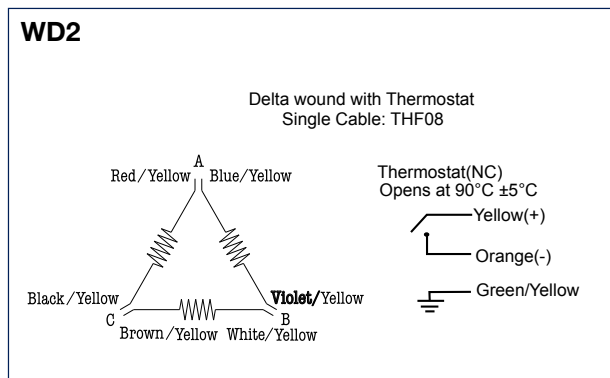 WD2
Delta wound with Thermostat
Single Cable: THF08
A
Red/Yellow Blue/Yellow
Thermostat(NC)
Opens at 90°C ±5°C
Yellow(+)
Orange(-)
Green/Yellow
Black/Yellow Violet/Yellow
C B
Brown/Yellow White/Yellow